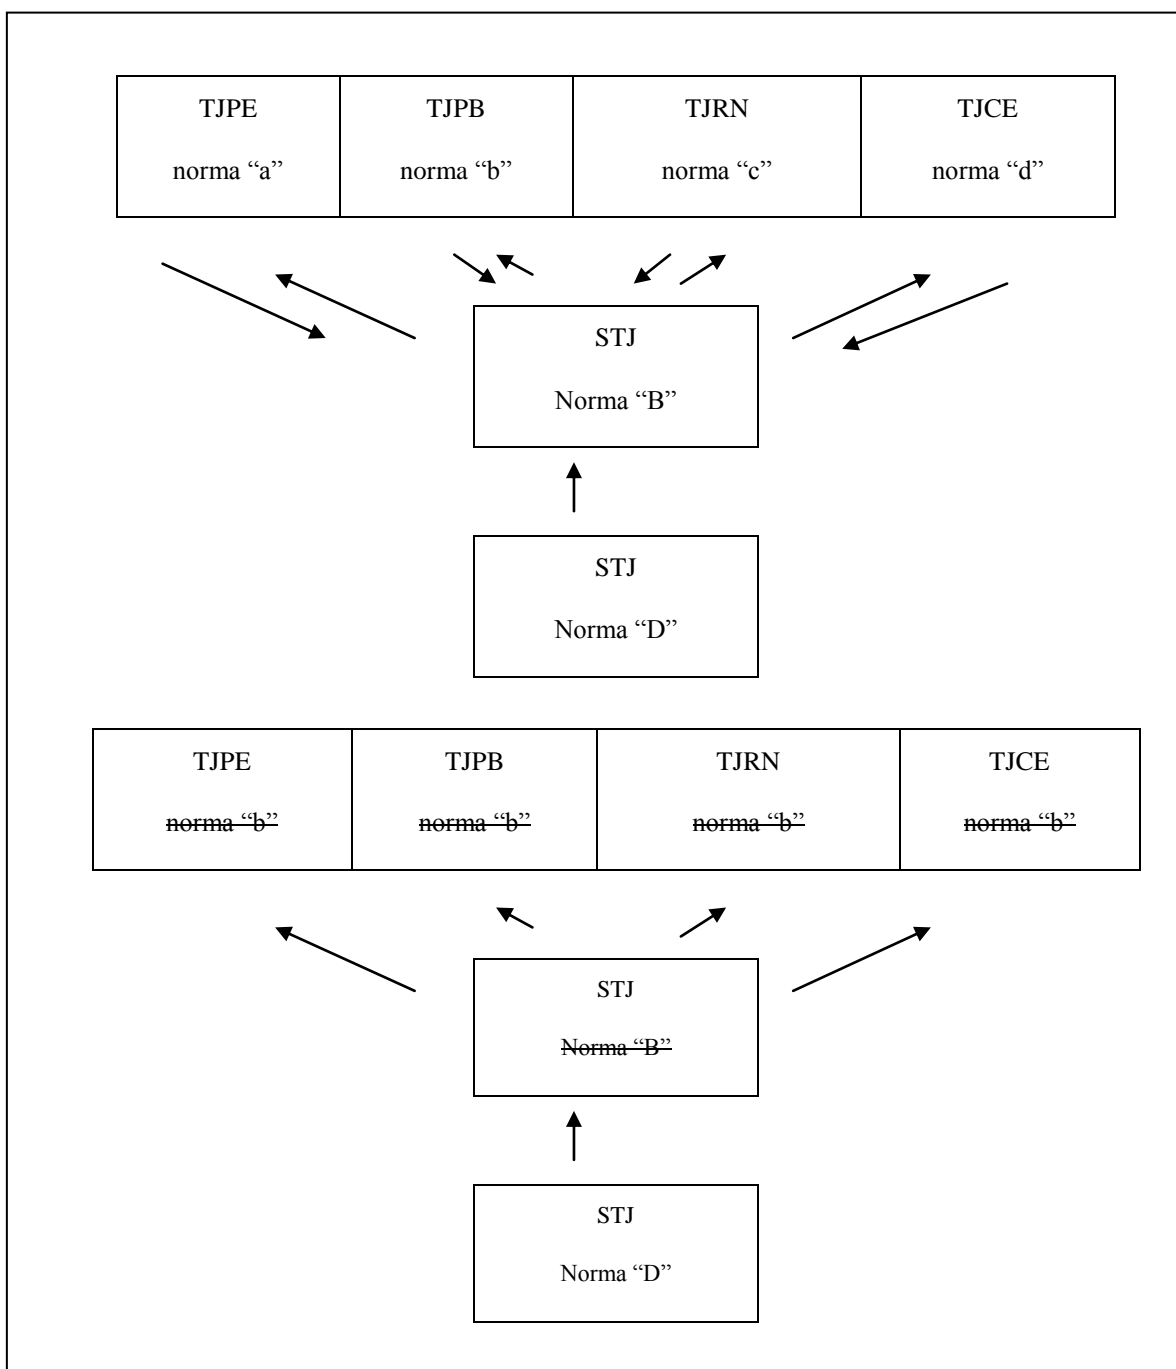 TJPE TJPB TJRN TJCE
norma “a” norma “b” norma “c” norma “d”
STJ
Norma “B”
STJ
Norma “D”
TJPE TJPB TJRN TJCE
norma “b” norma “b” norma “b” norma “b”
STJ
Norma “B”
STJ
Norma “D”